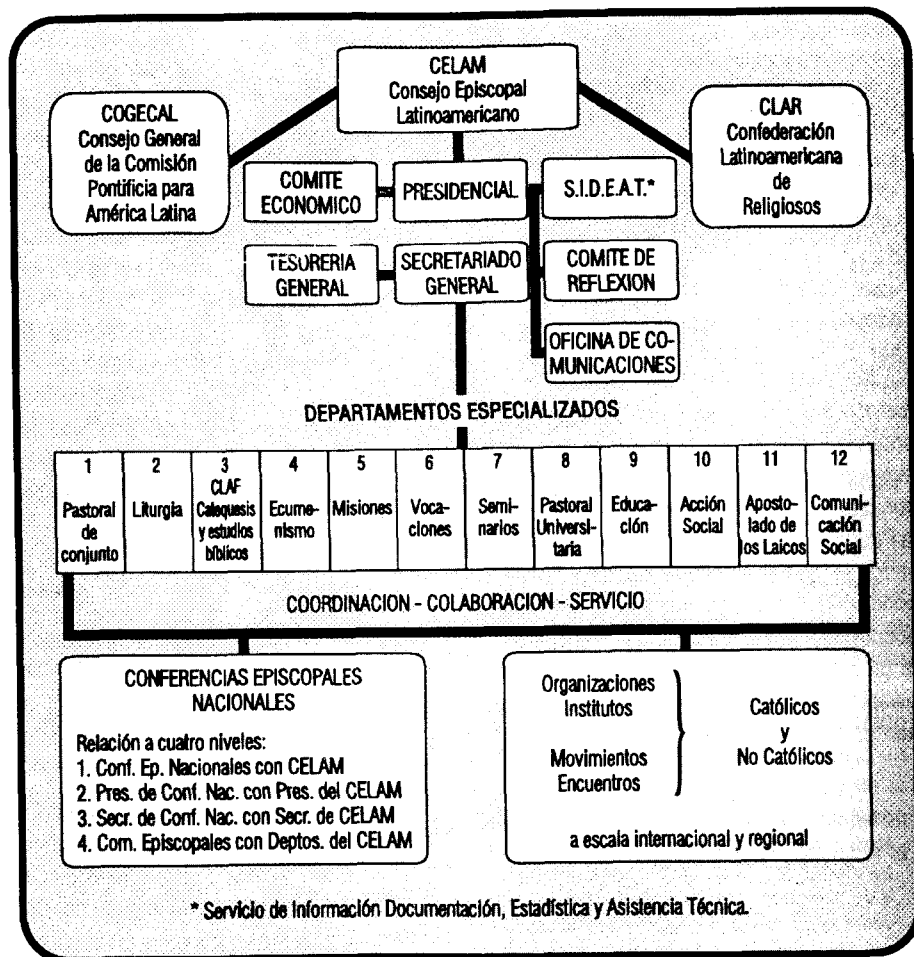 CELAM
Consejo Episcopal
Latinoamericano
COGECAL
Consejo General
de la Comisión
Pontificia para
América Latina
CLAR
Confederación
Latinoamericana
de
Religiosos
COMITE
ECONOMICO
PRESIDENCIAL
S.I.D.E.A.T.*
TESORERIA
GENERAL
SECRETARIADO
GENERAL
COMITE DE
REFLEXION
OFICINA DE CO-
MUNICACIONES
DEPARTAMENTOS ESPECIALIZADOS
1
Pastoral
de
conjunto
2
Liturgia
3
CLAF
Catequesis
y estudios
bíblicos
4
Ecume-
nismo
5
Misiones
6
Voca-
ciones
7
Semi-
narios
8
Pastoral
Universi-
taria
9
Educa-
ción
10
Acción
Social
11
Aposto-
lado de
los Laicos
12
Comuni-
cación
Social
COORDINACION - COLABORACION - SERVICIO
CONFERENCIAS EPISCOPALES
NACIONALES
Relación a cuatro niveles:
1. Conf. Ep. Nacionales con CELAM
2. Pres. de Conf. Nac. con Pres. del CELAM
3. Secr. de Conf. Nac. con Secr. de CELAM
4. Com. Episcopales con Deptos. del CELAM
Organizaciones
Institutos
Movimientos
Encuentros
Católicos
y
No Católicos
a escala internacional y regional
* Servicio de Información Documentación, Estadística y Asistencia Técnica.